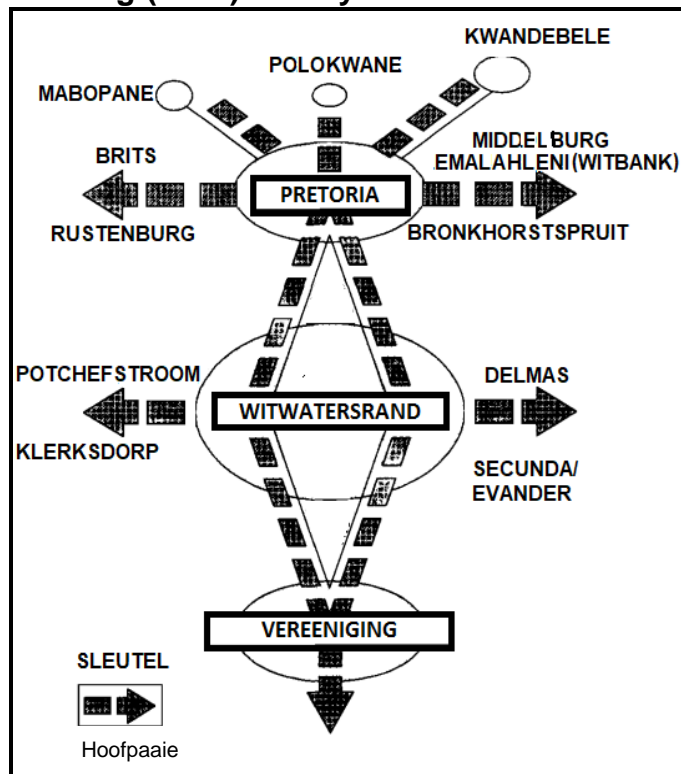 KWANDEBELE
POLOKWANE
MABOPANE
BRITS
MIDDELBURG
EMALAHLENI(WITBANK)
PRETORIA
RUSTENBURG
BRONKHORSTSPRUIT
POTCHEFSTROOM
DELMAS
WITWATERSRAND
KLERKSDORP
SECUNDA/
EVANDER
VEREENIGING
SLEUTEL
Hoofpaaie